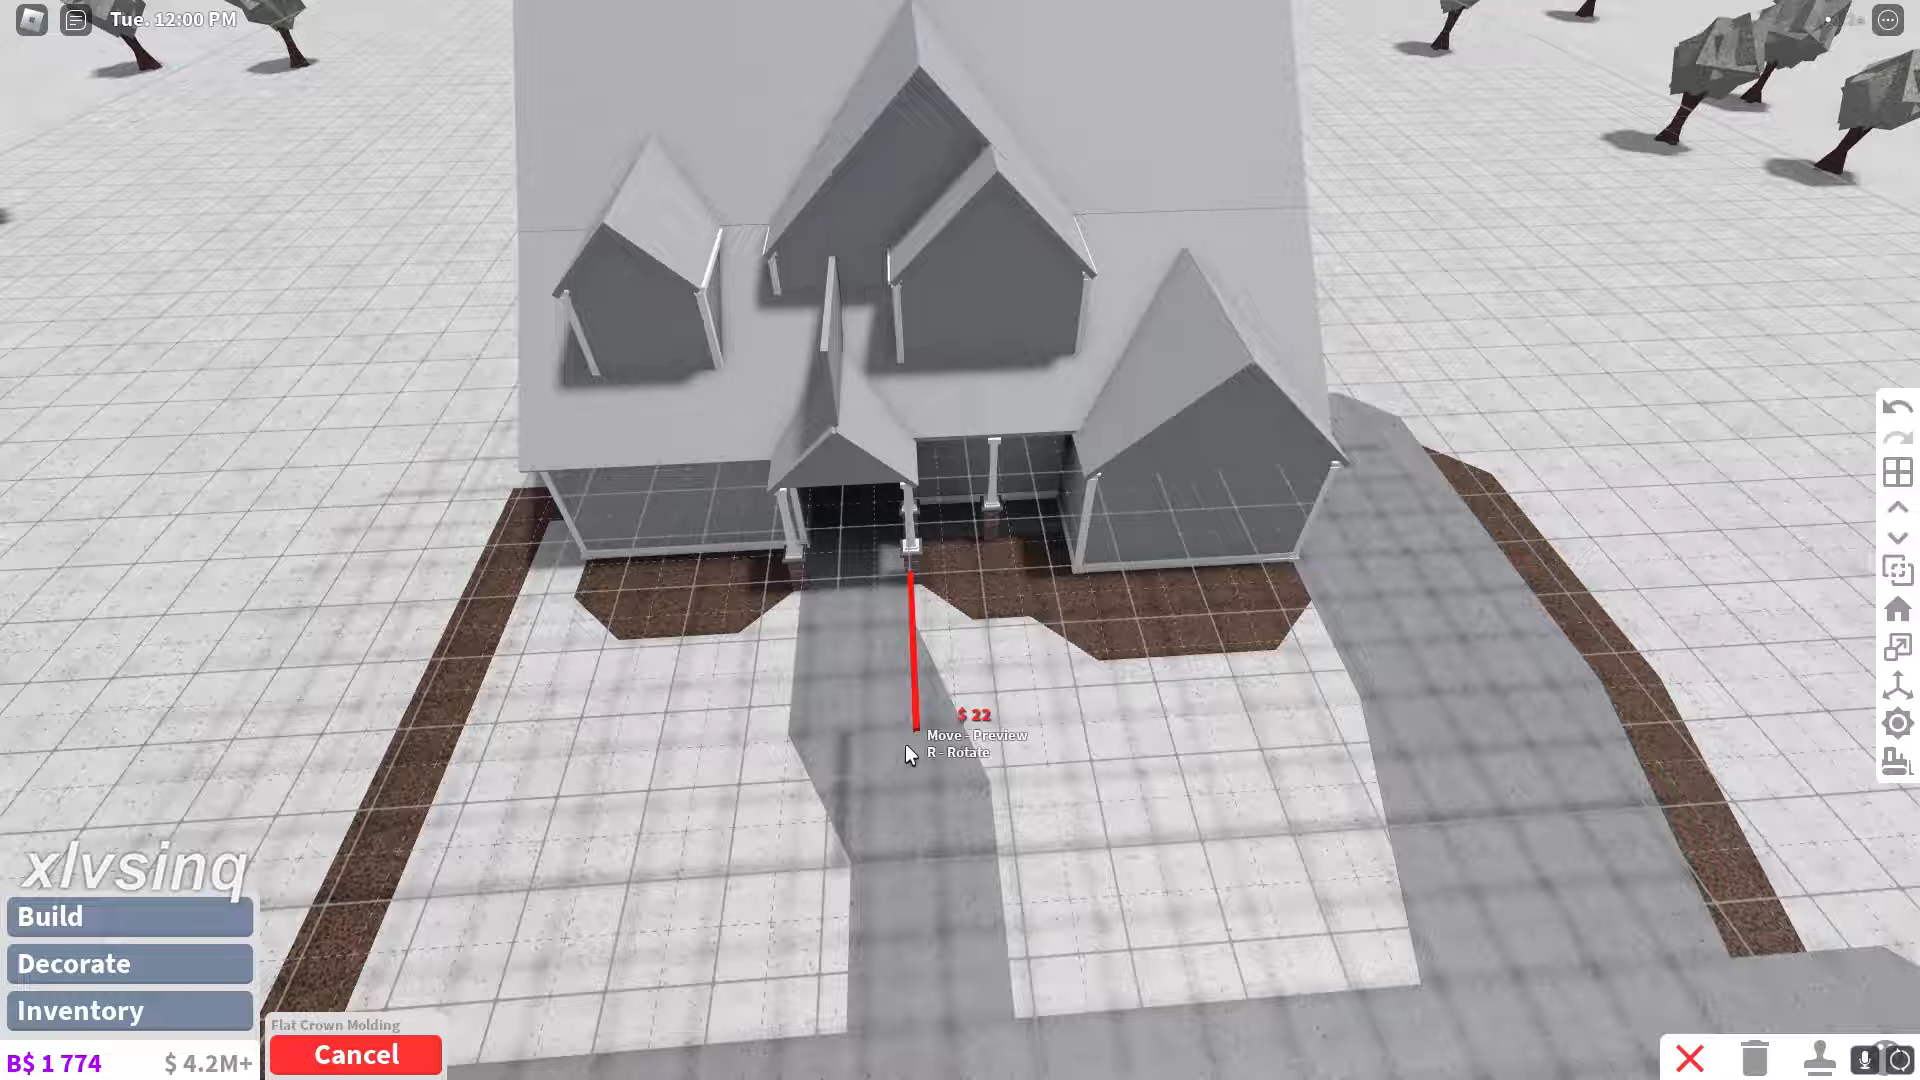 Tue. 12:00 PM
$ 22
Move - Preview
R - Rotate
xlvsinq
Build
Decorate
Inventory
Flat Crown Molding
B$ 1 774
$ 4.2M+
Cancel